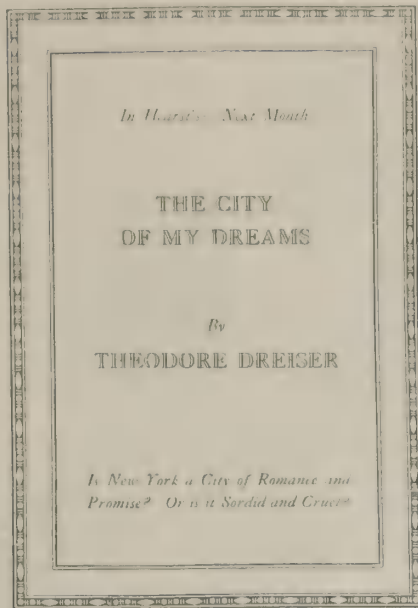 In Hearst's Next Month
THE CITY
OF MY DREAMS
By
THEODORE DREISER
Is New York a City of Romance and
Promise? Or is it Sordid and Cruel?